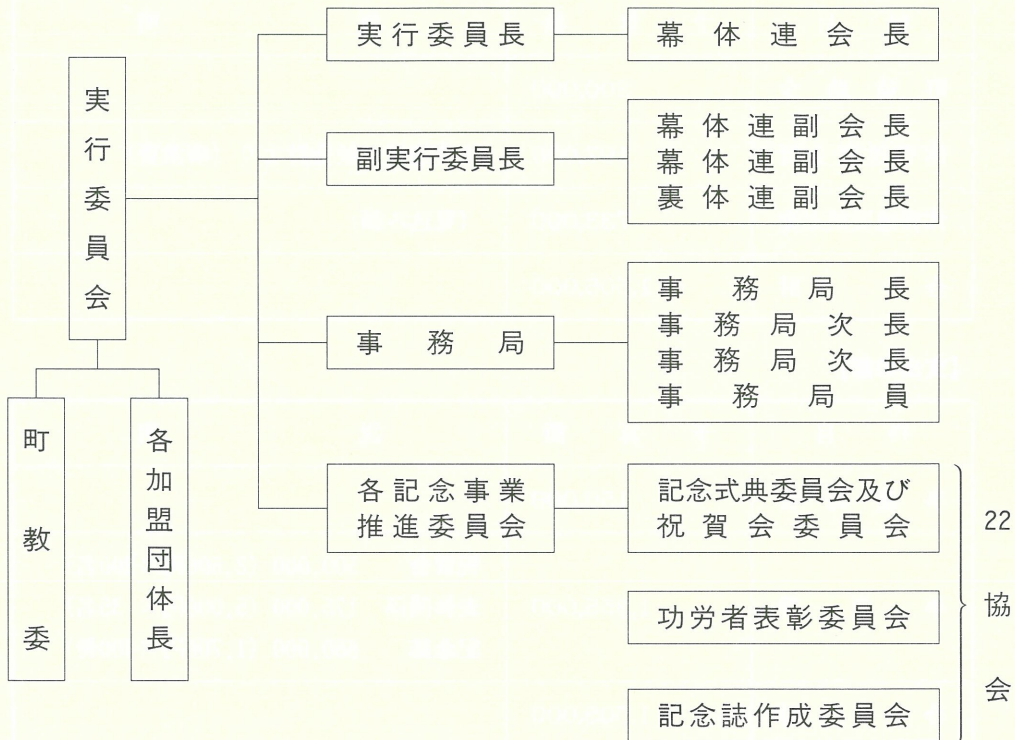 実行委員会
町教委
各加盟団体長
実行委員長
幕体連会長
副実行委員長
幕体連副会長
幕体連副会長
裏体連副会長
事務局
事務局長
事務局次長
事務局次長
事務局員
各記念事業
推進委員会
記念式典委員会及び
祝賀会委員会
功労者表彰委員会
記念誌作成委員会
22協会